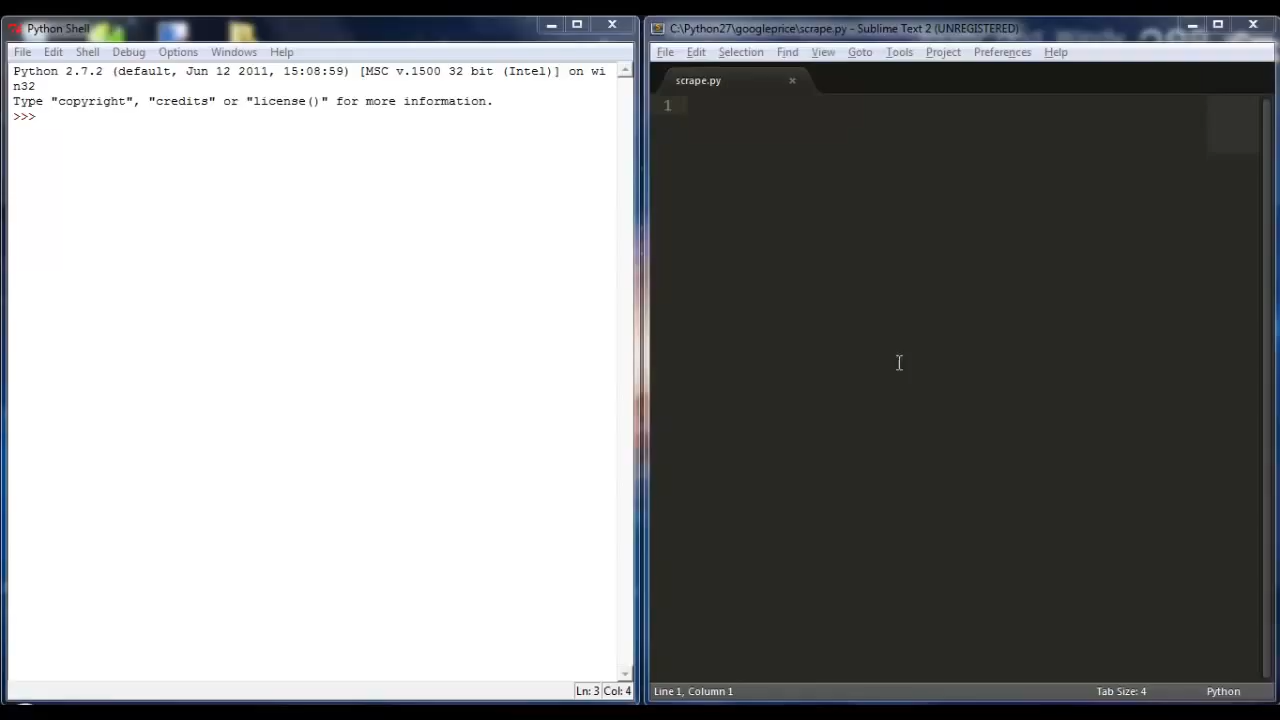 Python Shell
File Edit Shell Debug Options Windows Help
Python 2.7.2 (default, Jun 12 2011, 15:08:59) [MSC v.1500 32 bit (Intel)] on wi
n32
Type "copyright", "credits" or "license()" for more information.
>>>
Ln: 3 Col: 4
C:\Python27\googleprice\scrape.py - Sublime Text 2 (UNREGISTERED)
File Edit Selection Find View Goto Tools Project Preferences Help
scrape.py
1
Line 1, Column 1
Tab Size: 4
Python